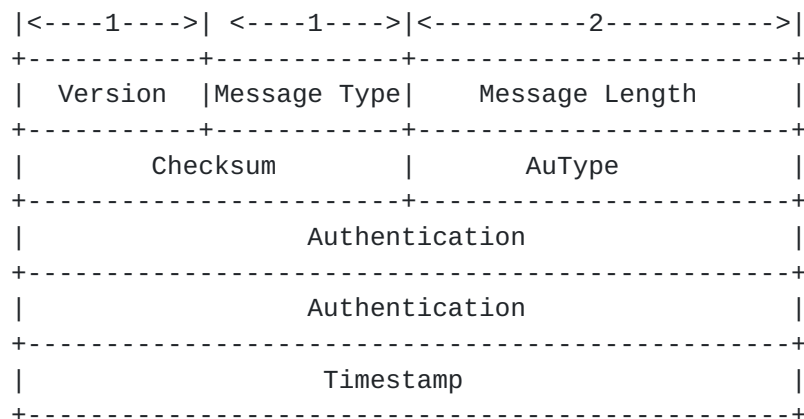 |<----1---->| <----1---->|<----------2----------->|
+-----------+------------+------------------------+
|  Version  |Message Type|    Message Length      |
+-----------+------------+------------------------+
|        Checksum        |       AuType           |
+------------------------+------------------------+
|                  Authentication                 |
+-------------------------------------------------+
|                  Authentication                 |
+-------------------------------------------------+
|                   Timestamp                     |
+-------------------------------------------------+